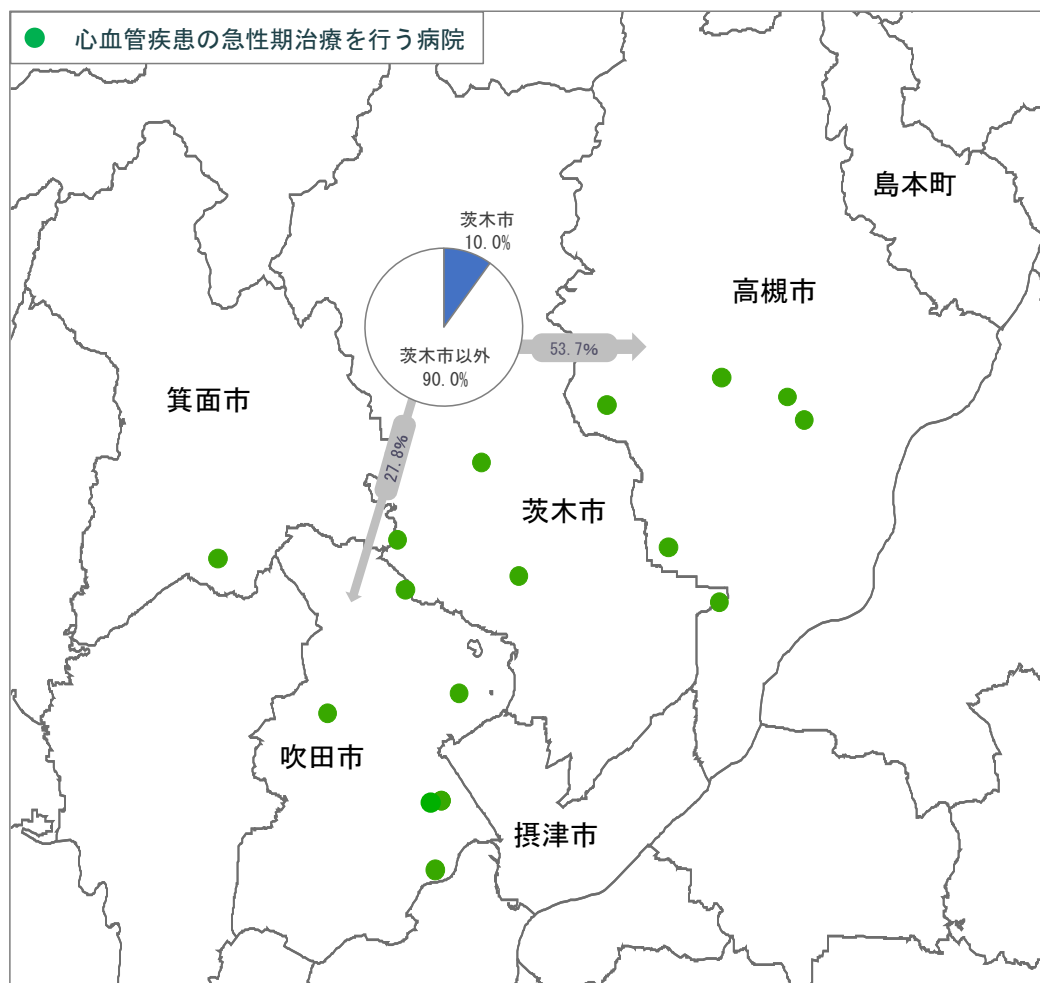 心血管疾患の急性期治療を行う病院
島本町
茨木市
10.0%
高槻市
53.7%
茨木市以外
90.0%
箕面市
27.8%
茨木市
吹田市
摂津市